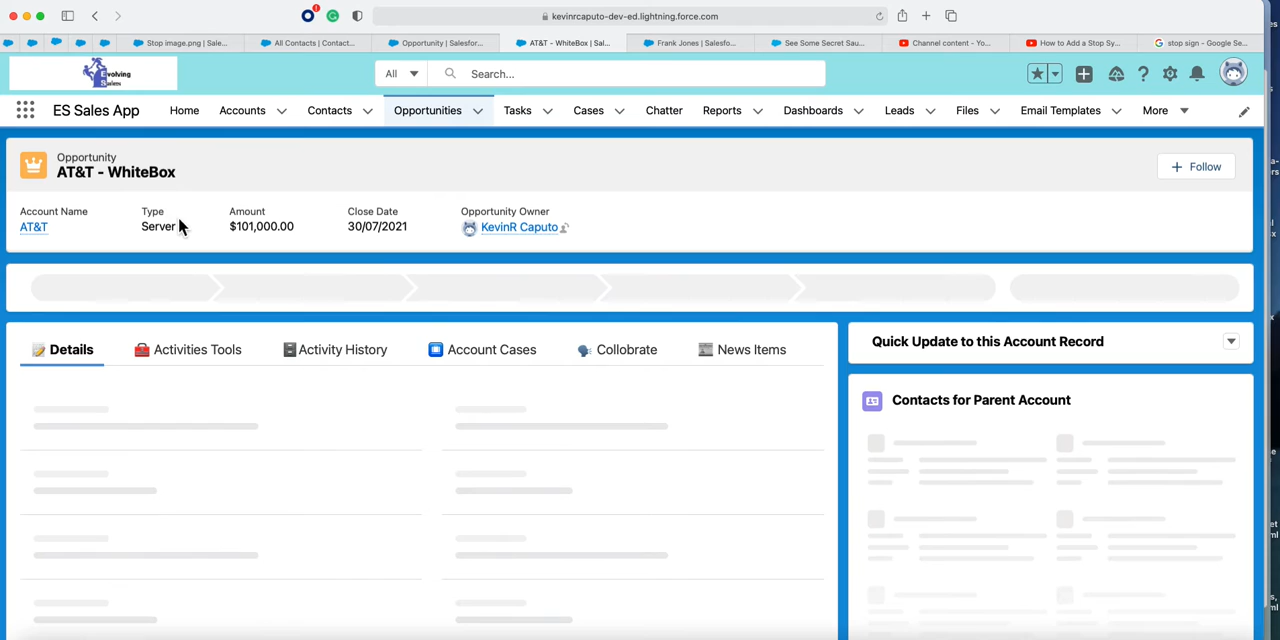 kevinrcaputo-dev-ed.lightning.force.com
Stop image.png | Sale...
All Contacts | Contact...
Opportunity | Salesfor...
AT&T - WhiteBox | Sal...
Frank Jones | Salesfo...
See Some Secret Sau...
Channel content - Yo...
How to Add a Stop Sy...
stop sign - Google Se...
Evolving
All
Search...
ES Sales App
Home
Accounts
Contacts
Opportunities
Tasks
Cases
Chatter
Reports
Dashboards
Leads
Files
Email Templates
More
Opportunity
AT&T - WhiteBox
+ Follow
Account Name
Type
Amount
Close Date
Opportunity Owner
AT&T
Server
$101,000.00
30/07/2021
KevinR Caputo
Details
Activities Tools
Activity History
Account Cases
Collobrate
News Items
Quick Update to this Account Record
Contacts for Parent Account